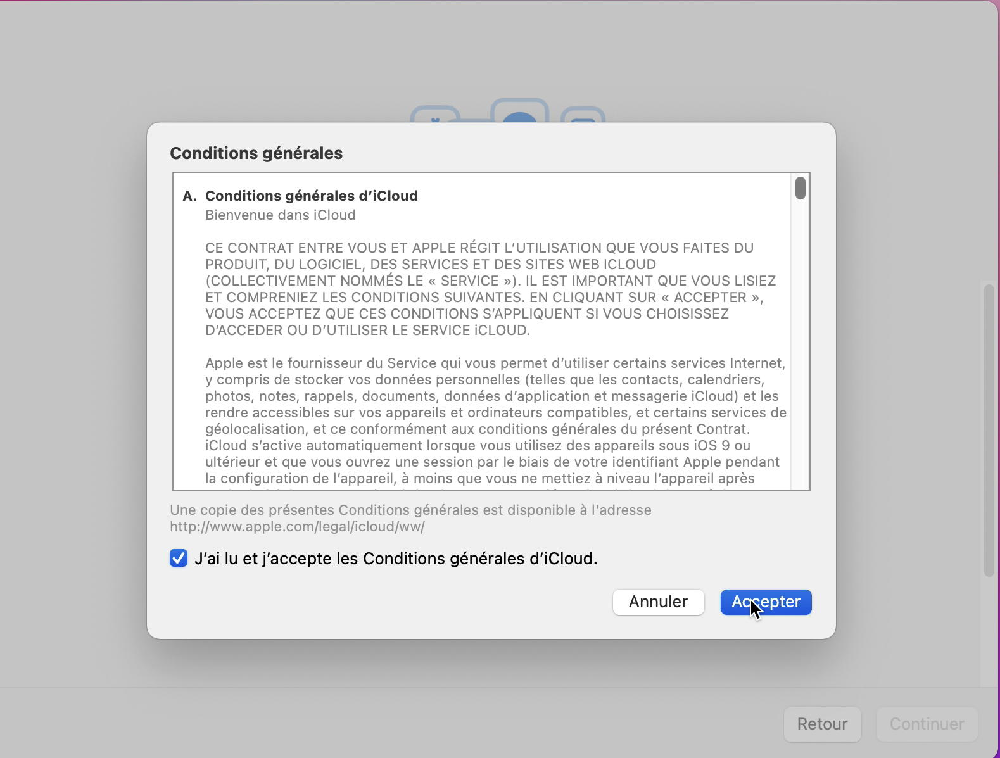 Conditions générales
A. Conditions générales d’iCloud
Bienvenue dans iCloud
CE CONTRAT ENTRE VOUS ET APPLE RÉGIT L’UTILISATION QUE VOUS FAITES DU
PRODUIT, DU LOGICIEL, DES SERVICES ET DES SITES WEB ICLOUD
(COLLECTIVEMENT NOMMÉS LE « SERVICE »). IL EST IMPORTANT QUE VOUS LISIEZ
ET COMPRENIEZ LES CONDITIONS SUIVANTES. EN CLIQUANT SUR « ACCEPTER »,
VOUS ACCEPTEZ QUE CES CONDITIONS S’APPLIQUENT SI VOUS CHOISISSEZ
D’ACCEDER OU D’UTILISER LE SERVICE iCLOUD.
Apple est le fournisseur du Service qui vous permet d’utiliser certains services Internet,
y compris de stocker vos données personnelles (telles que les contacts, calendriers,
photos, notes, rappels, documents, données d’application et messagerie iCloud) et les
rendre accessibles sur vos appareils et ordinateurs compatibles, et certains services de
géolocalisation, et ce conformément aux conditions générales du présent Contrat.
iCloud s’active automatiquement lorsque vous utilisez des appareils sous iOS 9 ou
ultérieur et que vous ouvrez une session par le biais de votre identifiant Apple pendant
la configuration de l’appareil, à moins que vous ne mettiez à niveau l’appareil après
Une copie des présentes Conditions générales est disponible à l'adresse
http://www.apple.com/legal/icloud/ww/
J’ai lu et j’accepte les Conditions générales d’iCloud.
Annuler
Accepter
Retour
Continuer